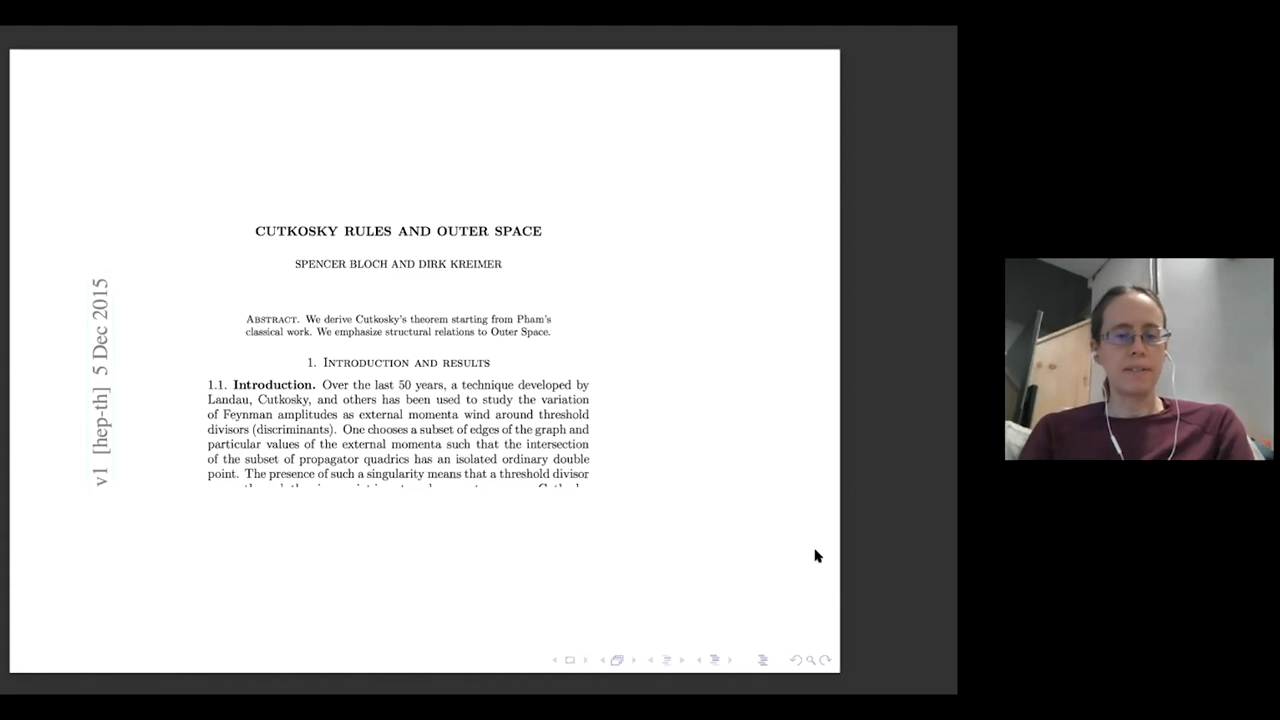 CUTKOSKY RULES AND OUTER SPACE
SPENCER BLOCH AND DIRK KREIMER
ABSTRACT. We derive Cutkosky's theorem starting from Pham's
classical work. We emphasize structural relations to Outer Space.
1. INTRODUCTION AND RESULTS
1.1. Introduction. Over the last 50 years, a technique developed by
Landau, Cutkosky, and others has been used to study the variation
of Feynman amplitudes as external momenta wind around threshold
divisors (discriminants). One chooses a subset of edges of the graph and
particular values of the external momenta such that the intersection
of the subset of propagator quadrics has an isolated ordinary double
point. The presence of such a singularity means that a threshold divisor
v1 [hep-th] 5 Dec 2015